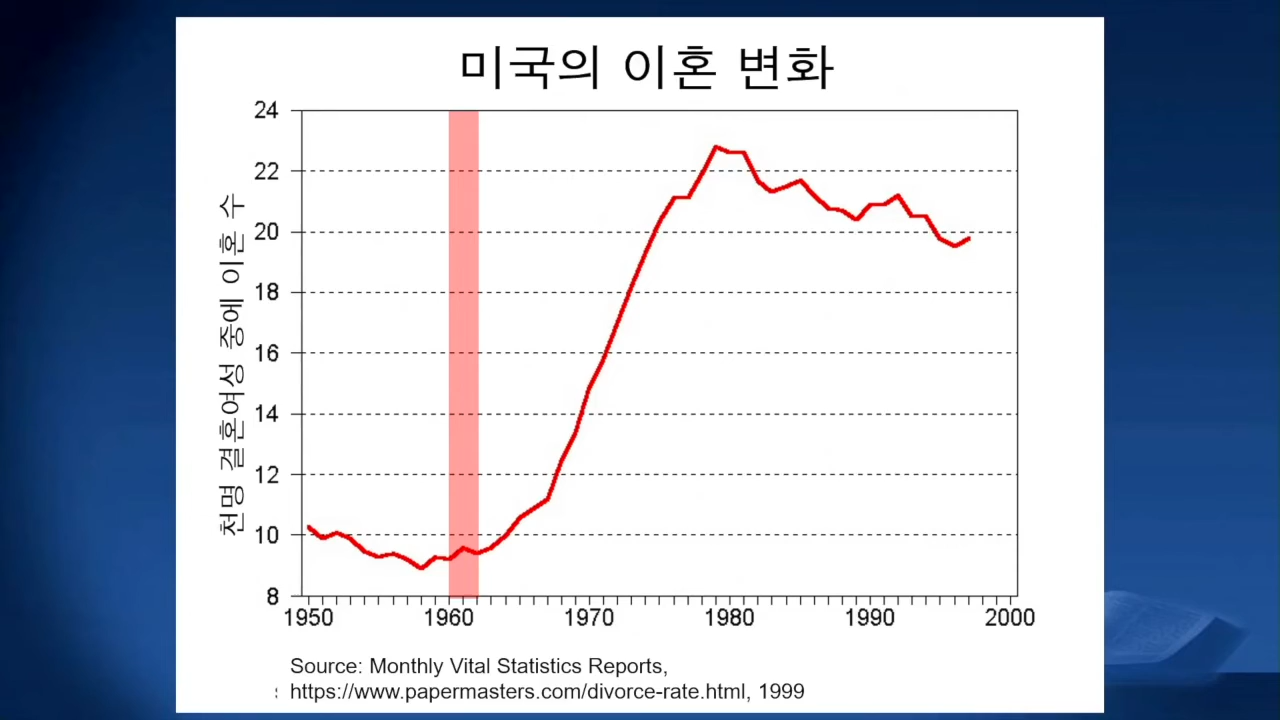 미국의 이혼 변화
천명 결혼여성 중에 이혼 수
24
22
20
18
16
14
12
10
8
1950 1960 1970 1980 1990 2000
Source: Monthly Vital Statistics Reports,
https://www.papermasters.com/divorce-rate.html, 1999